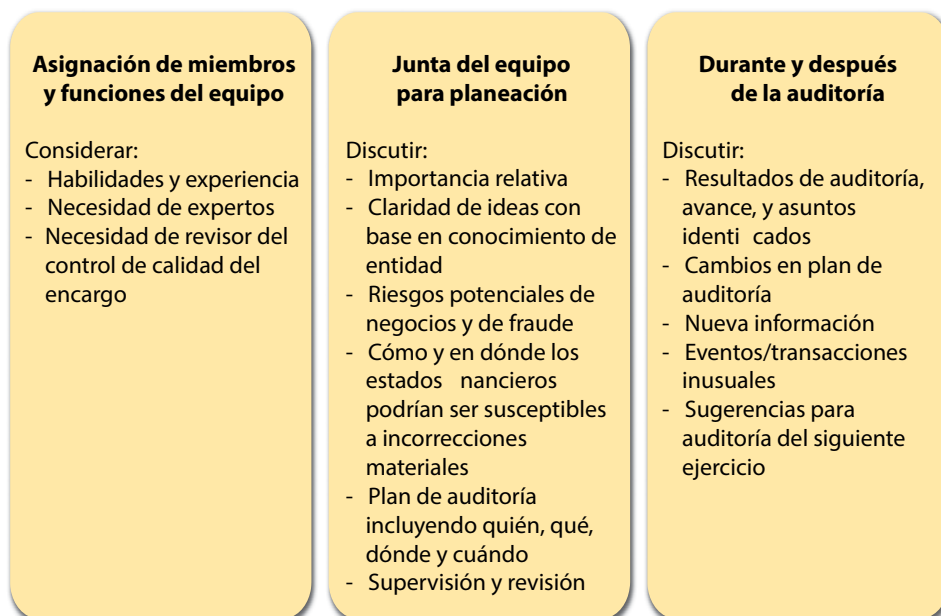 Asignación de miembros
y funciones del equipo
Considerar:
- Habilidades y experiencia
- Necesidad de expertos
- Necesidad de revisor del
control de calidad del
encargo
Junta del equipo
para planeación
Discutir:
- Importancia relativa
- Claridad de ideas con
base en conocimiento de
entidad
- Riesgos potenciales de
negocios y de fraude
- Cómo y en dónde los
estados nancieros
podrían ser susceptibles
a incorrecciones
materiales
- Plan de auditoría
incluyendo quién, qué,
dónde y cuándo
- Supervisión y revisión
Durante y después
de la auditoría
Discutir:
- Resultados de auditoría,
avance, y asuntos
identi cados
- Cambios en plan de
auditoría
- Nueva información
- Eventos/transacciones
inusuales
- Sugerencias para
auditoría del siguiente
ejercicio